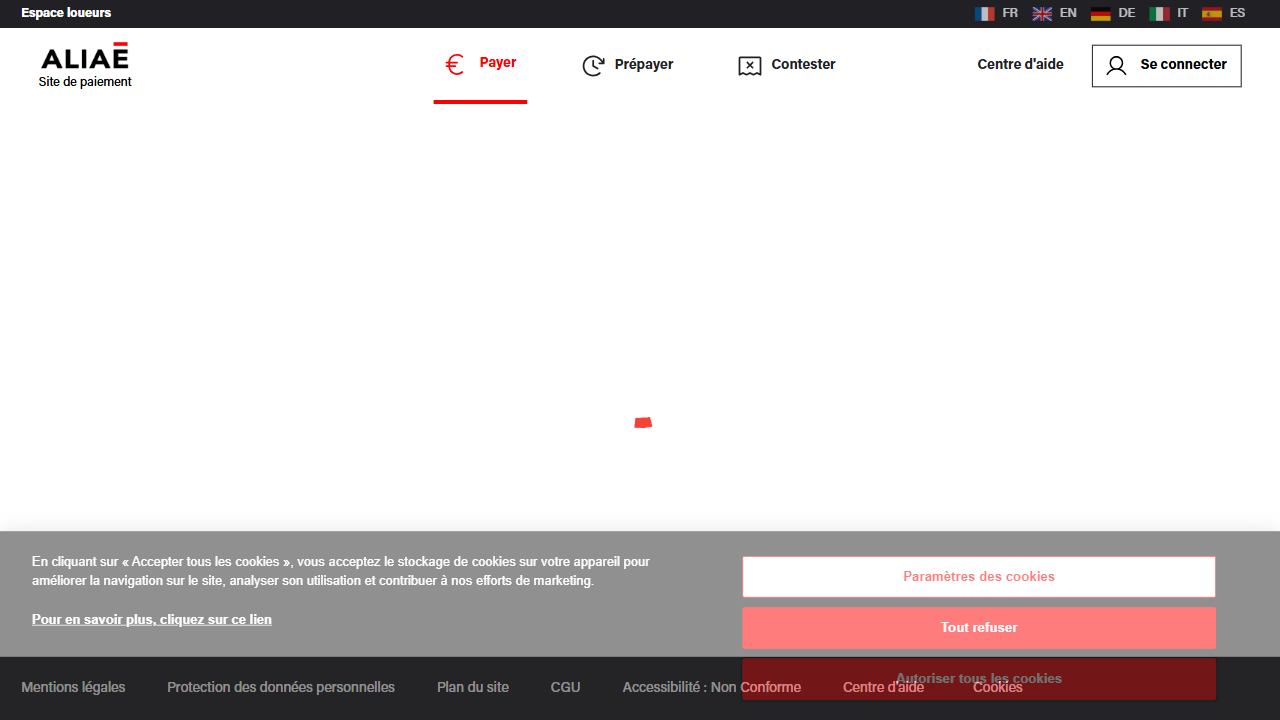 Espace loueurs
FR EN DE IT ES
ALIAE
Site de paiement
Payer
Prépayer
Contester
Centre d'aide
Se connecter
En cliquant sur « Accepter tous les cookies », vous acceptez le stockage de cookies sur votre appareil pour
améliorer la navigation sur le site, analyser son utilisation et contribuer à nos efforts de marketing.
Pour en savoir plus, cliquez sur ce lien
Paramètres des cookies
Tout refuser
Autoriser tous les cookies
Mentions légales
Protection des données personnelles
Plan du site
CGU
Accessibilité : Non Conforme
Centre d'aide
Cookies